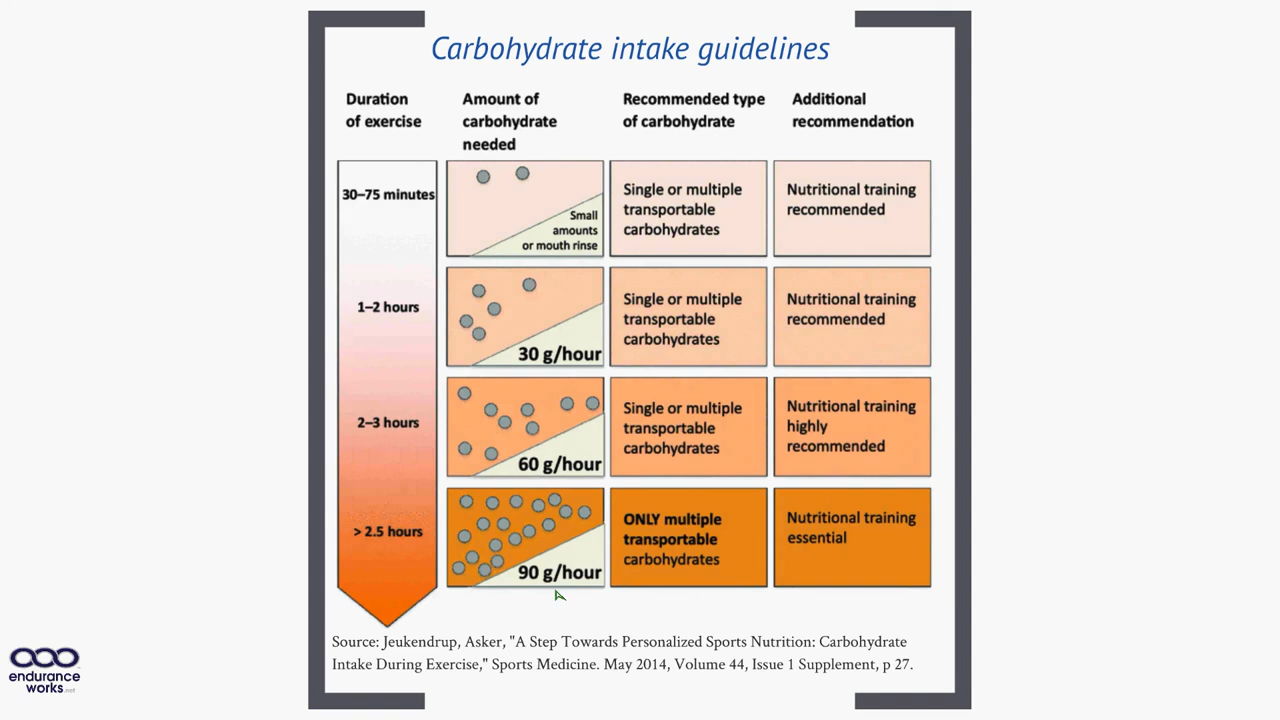 Carbohydrate intake guidelines
Duration
of exercise
Amount of
carbohydrate
needed
Recommended type
of carbohydrate
Additional
recommendation
30–75 minutes
Small
amounts
or mouth rinse
Single or multiple
transportable
carbohydrates
Nutritional training
recommended
1–2 hours
30 g/hour
Single or multiple
transportable
carbohydrates
Nutritional training
recommended
2–3 hours
60 g/hour
Single or multiple
transportable
carbohydrates
Nutritional training
highly
recommended
> 2.5 hours
90 g/hour
ONLY multiple
transportable
carbohydrates
Nutritional training
essential
Source: Jeukendrup, Asker, "A Step Towards Personalized Sports Nutrition: Carbohydrate
Intake During Exercise," Sports Medicine. May 2014, Volume 44, Issue 1 Supplement, p 27.
endurance
works.net